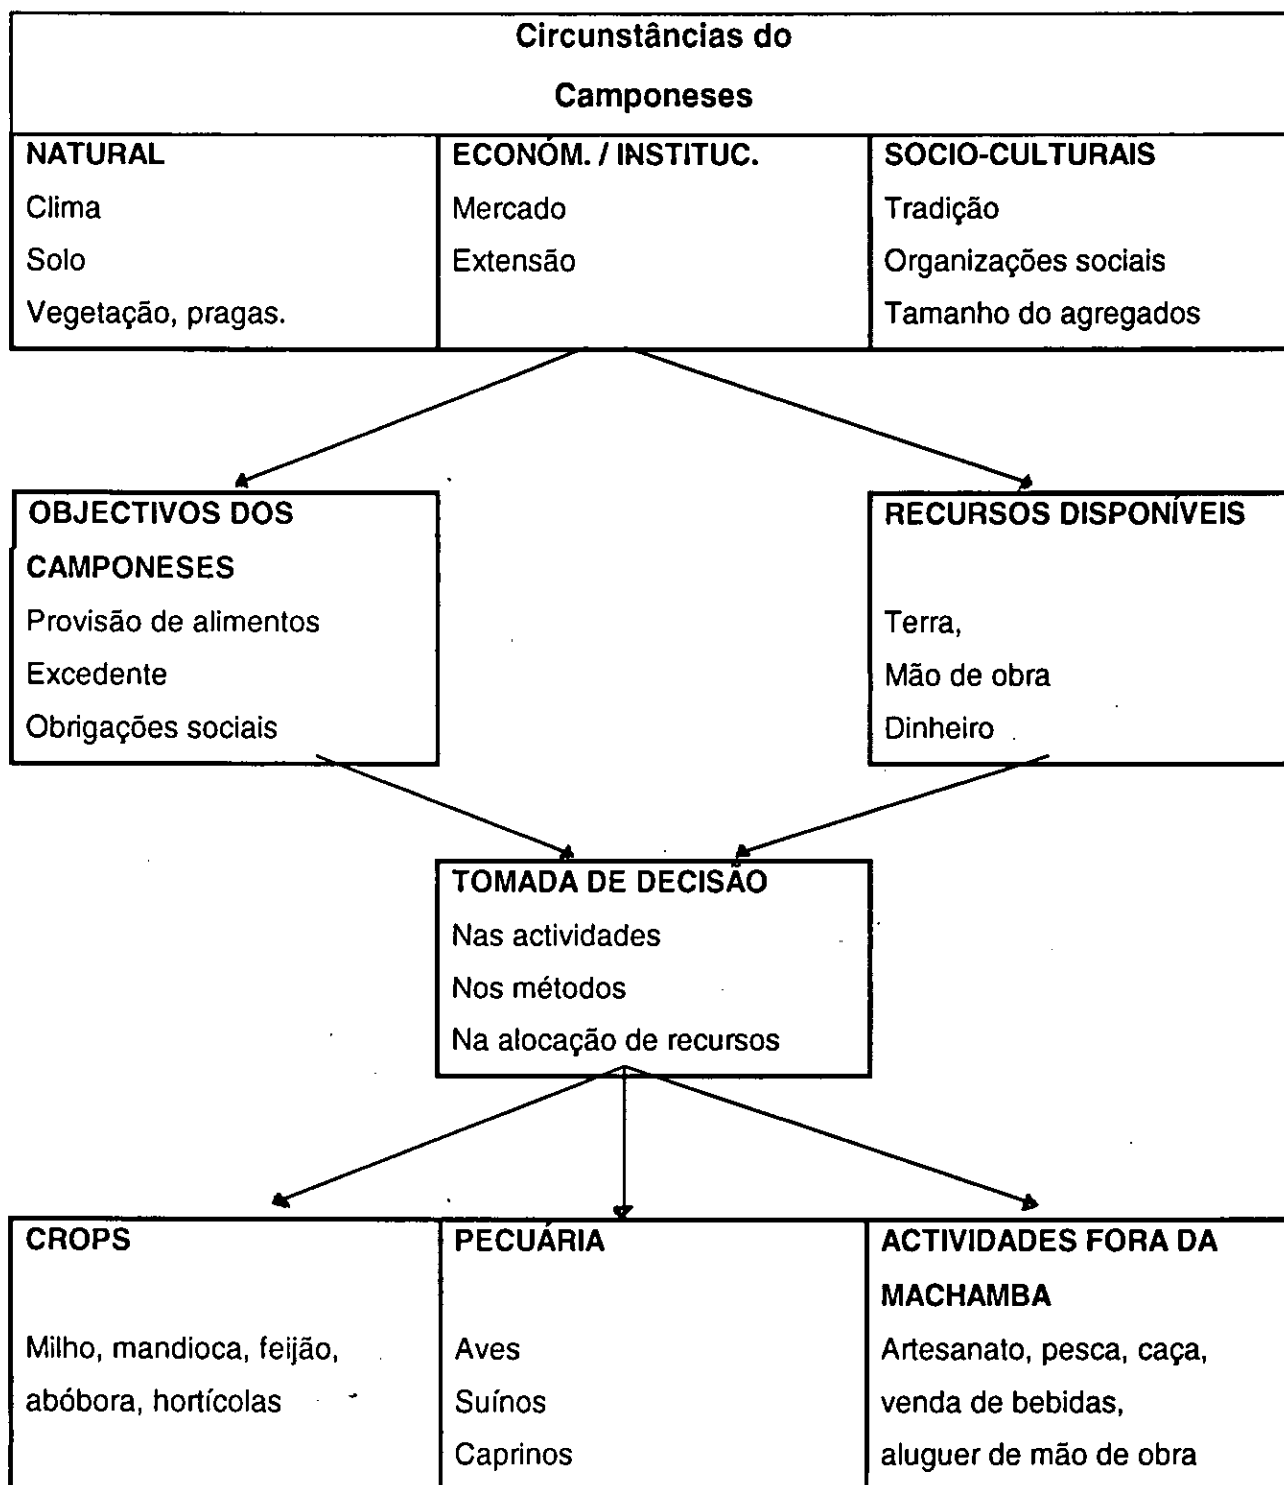 Circunstâncias do
Camponeses
NATURAL
Clima
Solo
Vegetação, pragas.
ECONÓM. / INSTITUC.
Mercado
Extensão
SOCIO-CULTURAIS
Tradição
Organizações sociais
Tamanho do agregados
OBJECTIVOS DOS
CAMPONESES
Provisão de alimentos
Excedente
Obrigações sociais
RECURSOS DISPONÍVEIS
Terra,
Mão de obra
Dinheiro
TOMADA DE DECISÃO
Nas actividades
Nos métodos
Na alocação de recursos
CROPS
Milho, mandioca, feijão,
abóbora, hortícolas
PECUÁRIA
Aves
Suínos
Caprinos
ACTIVIDADES FORA DA
MACHAMBA
Artesanato, pesca, caça,
venda de bebidas,
aluguer de mão de obra